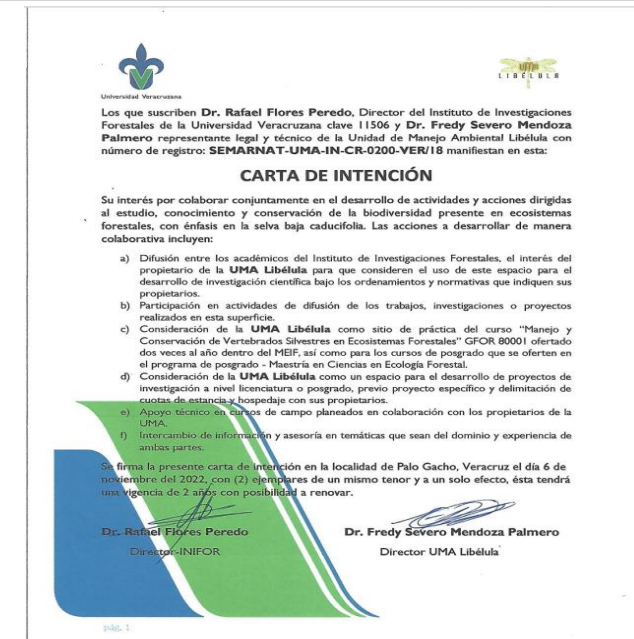 Universidad Veracruzana
UMA
LIBÉLULA
Los que suscriben Dr. Rafael Flores Peredo, Director del Instituto de Investigaciones
Forestales de la Universidad Veracruzana clave 11506 y Dr. Fredy Severo Mendoza
Palmero representante legal y técnico de la Unidad de Manejo Ambiental Libélula con
número de registro: SEMARNAT-UMA-IN-CR-0200-VER/18 manifiestan en esta:
CARTA DE INTENCIÓN
Su interés por colaborar conjuntamente en el desarrollo de actividades y acciones dirigidas
al estudio, conocimiento y conservación de la biodiversidad presente en ecosistemas
forestales, con énfasis en la selva baja caducifolia. Las acciones a desarrollar de manera
colaborativa incluyen:
a) Difusión entre los académicos del Instituto de Investigaciones Forestales, el interés del
propietario de la UMA Libélula para que consideren el uso de este espacio para el
desarrollo de investigación científica bajo los ordenamientos y normativas que indiquen sus
propietarios.
b) Participación en actividades de difusión de los trabajos, investigaciones o proyectos
realizados en esta superficie.
c) Consideración de la UMA Libélula como sitio de práctica del curso "Manejo y
Conservación de Vertebrados Silvestres en Ecosistemas Forestales" GFOR 80001 ofertado
dos veces al año dentro del MEIF, así como para los cursos de posgrado que se oferten en
el programa de posgrado - Maestría en Ciencias en Ecología Forestal.
d) Consideración de la UMA Libélula como un espacio para el desarrollo de proyectos de
investigación a nivel licenciatura o posgrado, previo proyecto específico y delimitación de
cuotas de estancia y hospedaje con sus propietarios.
e) Apoyo técnico en cursos de campo planeados en colaboración con los propietarios de la
UMA.
f) Intercambio de información y asesoría en temáticas que sean del dominio y experiencia de
ambas partes.
Se firma la presente carta de intención en la localidad de Palo Gacho, Veracruz el día 6 de
noviembre del 2022, con (2) ejemplares de un mismo tenor y a un solo efecto, ésta tendrá
una vigencia de 2 años con posibilidad a renovar.
Dr. Rafael Flores Peredo
Dr. Fredy Severo Mendoza Palmero
Director-INIFOR
Director UMA Libélula
pág. 1